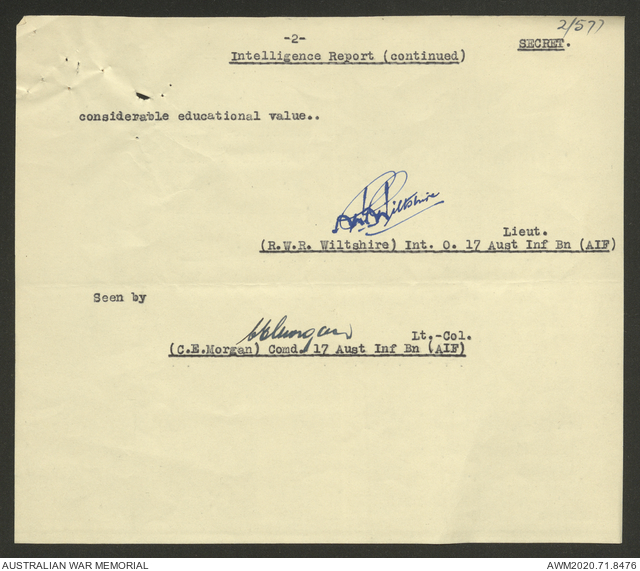 2/577
-2-
Intelligence Report (continued)
SECRET.
considerable educational value..
Wiltshire
Lieut.
(R.W.R. Wiltshire) Int. O. 17 Aust Inf Bn (AIF)
Seen by
CEMorgan
Lt.-Col.
(C.E.Morgan) Comd. 17 Aust Inf Bn (AIF)
AUSTRALIAN WAR MEMORIAL
AWM2020.71.8476